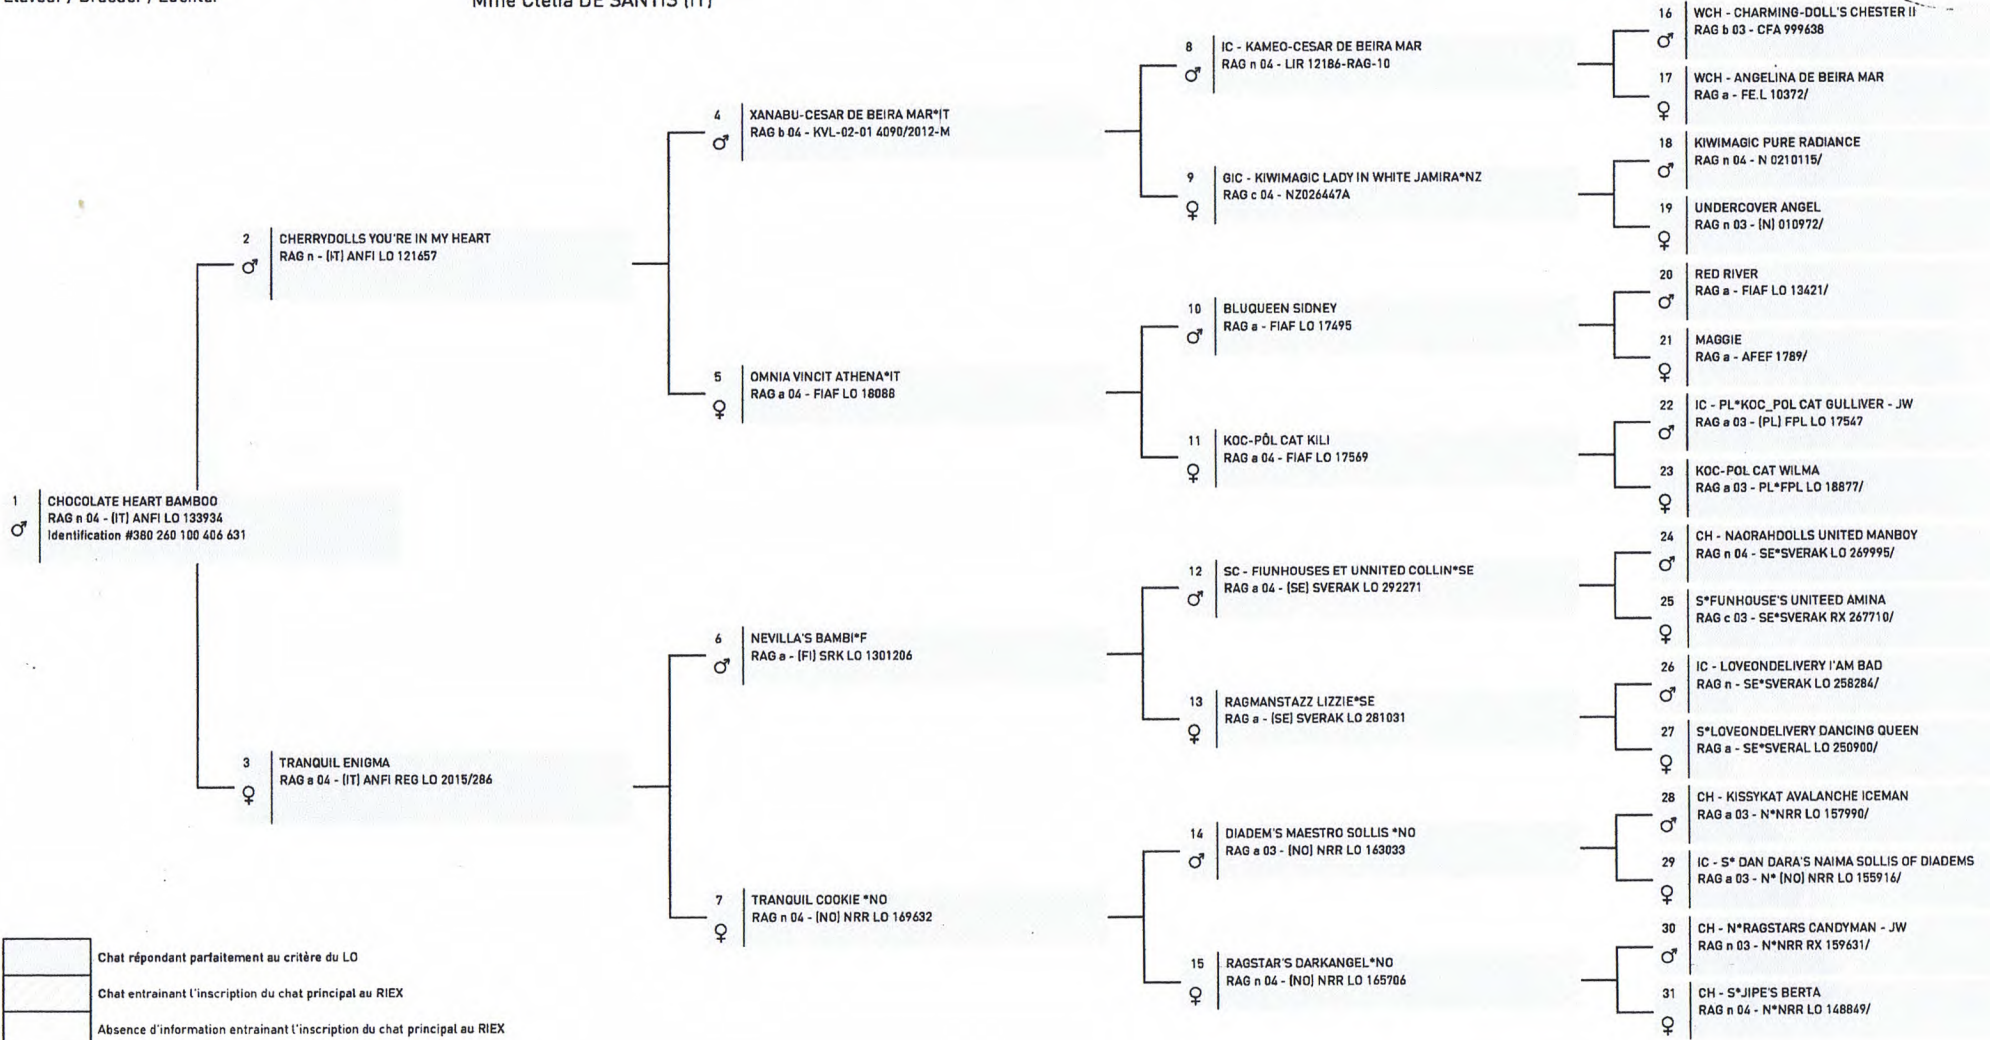 Mme Clelia DE SANTIS (IT)
1
CHOCOLATE HEART BAMBOO
RAG n 04 - (IT) ANFI LO 133934
Identification #380 260 100 406 631
2
CHERRYDOLLS YOU'RE IN MY HEART
RAG n - (IT) ANFI LO 121657
3
TRANQUIL ENIGMA
RAG a 04 - (IT) ANFI REG LO 2015/286
4
XANABU-CESAR DE BEIRA MAR*IT
RAG b 04 - KVL-02-01 4090/2012-M
5
OMNIA VINCIT ATHENA*IT
RAG a 04 - FIAF LO 18088
6
NEVILLA'S BAMBI*F
RAG a - (FI) SRK LO 1301206
7
TRANQUIL COOKIE *NO
RAG n 04 - (NO) NRR LO 169632
8
IC - KAMEO-CESAR DE BEIRA MAR
RAG n 04 - LIR 12186-RAG-10
9
GIC - KIWIMAGIC LADY IN WHITE JAMIRA*NZ
RAG c 04 - NZ026447A
10
BLUQUEEN SIDNEY
RAG a - FIAF LO 17495
11
KOC-PÔL CAT KILI
RAG a 04 - FIAF LO 17569
12
SC - FIUNHOUSES ET UNNITED COLLIN*SE
RAG a 04 - (SE) SVERAK LO 292271
13
RAGMANSTAZZ LIZZIE*SE
RAG a - (SE) SVERAK LO 281031
14
DIADEM'S MAESTRO SOLLIS *NO
RAG a 03 - (NO) NRR LO 163033
15
RAGSTAR'S DARKANGEL*NO
RAG n 04 - (NO) NRR LO 165706
16
WCH - CHARMING-DOLL'S CHESTER II
RAG b 03 - CFA 999638
17
WCH - ANGELINA DE BEIRA MAR
RAG a - FE.L 10372/
18
KIWIMAGIC PURE RADIANCE
RAG n 04 - N 0210115/
19
UNDERCOVER ANGEL
RAG n 03 - (N) 010972/
20
RED RIVER
RAG a - FIAF LO 13421/
21
MAGGIE
RAG a - AFEF 1789/
22
IC - PL*KOC_POL CAT GULLIVER - JW
RAG a 03 - (PL) FPL LO 17547
23
KOC-POL CAT WILMA
RAG a 03 - PL*FPL LO 18877/
24
CH - NAORAHDOLLS UNITED MANBOY
RAG n 04 - SE*SVERAK LO 269995/
25
S*FUNHOUSE'S UNITEED AMINA
RAG c 03 - SE*SVERAK RX 267710/
26
IC - LOVEONDELIVERY I'AM BAD
RAG n - SE*SVERAK LO 258284/
27
S*LOVEONDELIVERY DANCING QUEEN
RAG a - SE*SVERAL LO 250900/
28
CH - KISSYKAT AVALANCHE ICEMAN
RAG a 03 - N*NRR LO 157990/
29
IC - S* DAN DARA'S NAIMA SOLLIS OF DIADEMS
RAG a 03 - N* (NO) NRR LO 155916/
30
CH - N*RAGSTARS CANDYMAN - JW
RAG n 03 - N*NRR RX 159631/
31
CH - S*JIPE'S BERTA
RAG n 04 - N*NRR LO 148849/
Chat répondant parfaitement au critère du LO
Chat entrainant l'inscription du chat principal au RIEX
Absence d'information entrainant l'inscription du chat principal au RIEX